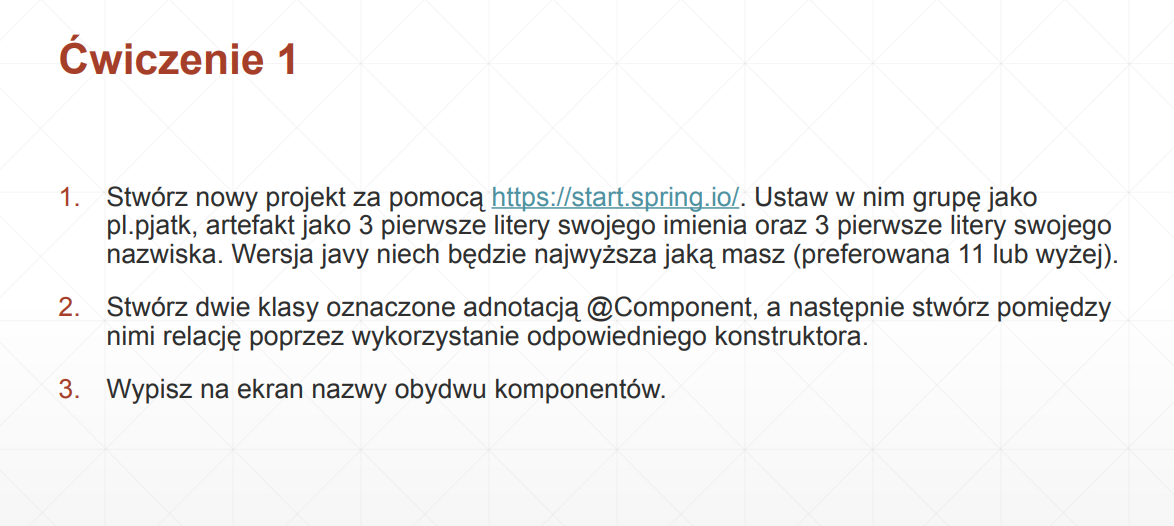 Ćwiczenie 1
1. Stwórz nowy projekt za pomocą https://start.spring.io/. Ustaw w nim grupę jako
pl.pjatk, artefakt jako 3 pierwsze litery swojego imienia oraz 3 pierwsze litery swojego
nazwiska. Wersja javy niech będzie najwyższa jaką masz (preferowana 11 lub wyżej).
2. Stwórz dwie klasy oznaczone adnotacją @Component, a następnie stwórz pomiędzy
nimi relację poprzez wykorzystanie odpowiedniego konstruktora.
3. Wypisz na ekran nazwy obydwu komponentów.